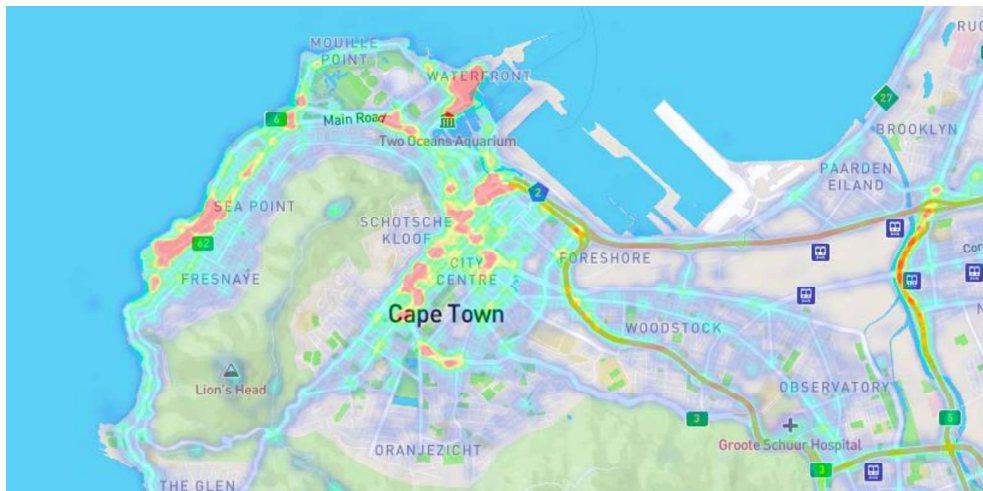 MOUILLE
POINT
WATERFRONT
RUG
27
6
Main Road
Two Oceans Aquarium
BROOKLYN
PAARDEN
EILAND
2
SEA POINT
SCHOTSCHE
KLOOF
62
FRESNAYE
CITY
CENTRE
FORESHORE
Cor
Cape Town
WOODSTOCK
N
Lion's Head
OBSERVATORY
3
5
ORANJEZICHT
Groote Schuur Hospital
3
THE GLEN